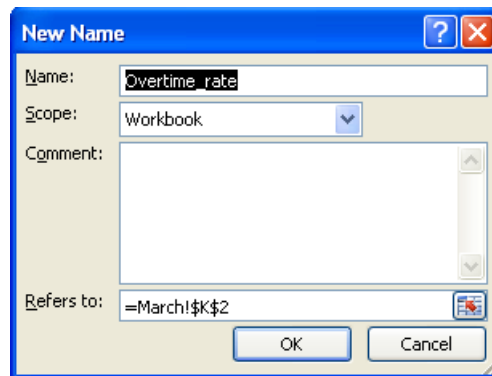 New Name
Name: Overtime_rate
Scope: Workbook
Comment:
Refers to: =March!$K$2
OK Cancel